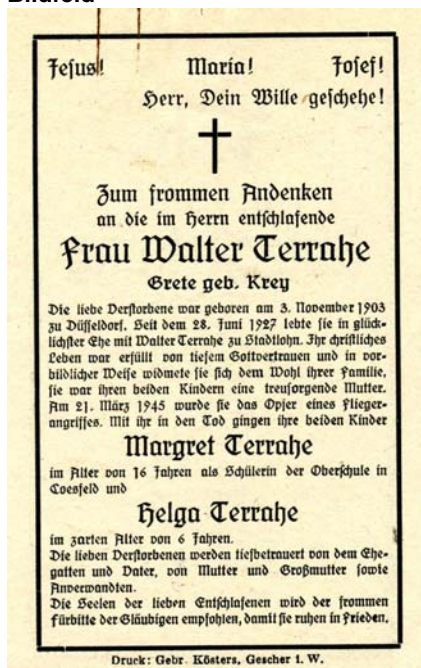 Jesus! Maria! Josef!
Herr, Dein Wille geschehe!
Zum frommen Andenken
an die im Herrn entschlafende
Frau Walter Terrahe
Grete geb. Krey
Die liebe Verstorbene war geboren am 3. November 1903
zu Düsseldorf. Seit dem 28. Juni 1927 lebte sie in glück-
lichster Ehe mit Walter Terrahe zu Stadtlohn. Ihr christliches
Leben war erfüllt von tiefem Gottvertrauen und in vor-
bildlicher Weise widmete sie sich dem Wohl ihrer Familie,
sie war ihren beiden Kindern eine treusorgende Mutter.
Am 21. März 1945 wurde sie das Opfer eines Flieger-
angriffes. Mit ihr in den Tod gingen ihre beiden Kinder
Margret Terrahe
im Alter von 16 Jahren als Schülerin der Oberschule in
Coesfeld und
Helga Terrahe
im zarten Alter von 6 Jahren.
Die lieben Verstorbenen werden tiefbetrauert von dem Ehe-
gatten und Vater, von Mutter und Großmutter sowie
Anverwandten.
Die Seelen der lieben Entschlafenen wird der frommen
Fürbitte der Gläubigen empfohlen, damit sie ruhen in Frieden.
Druck: Gebr. Kösters, Gescher i. W.